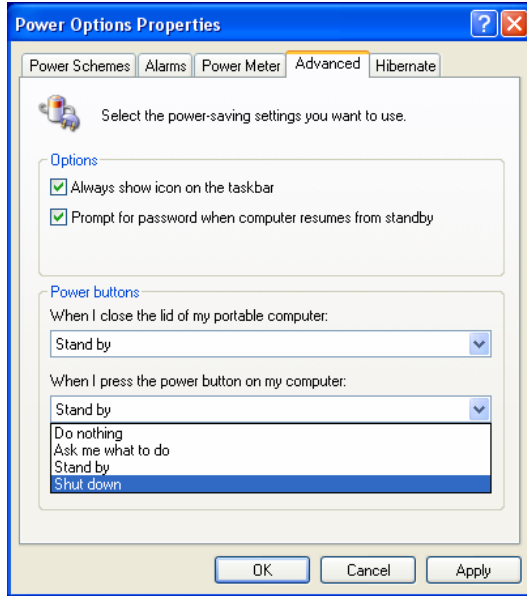 Power Options Properties
Power Schemes Alarms Power Meter Advanced Hibernate
Select the power-saving settings you want to use.
Options
Always show icon on the taskbar
Prompt for password when computer resumes from standby
Power buttons
When I close the lid of my portable computer:
Stand by
When I press the power button on my computer:
Stand by
Do nothing
Ask me what to do
Stand by
Shut down
OK Cancel Apply